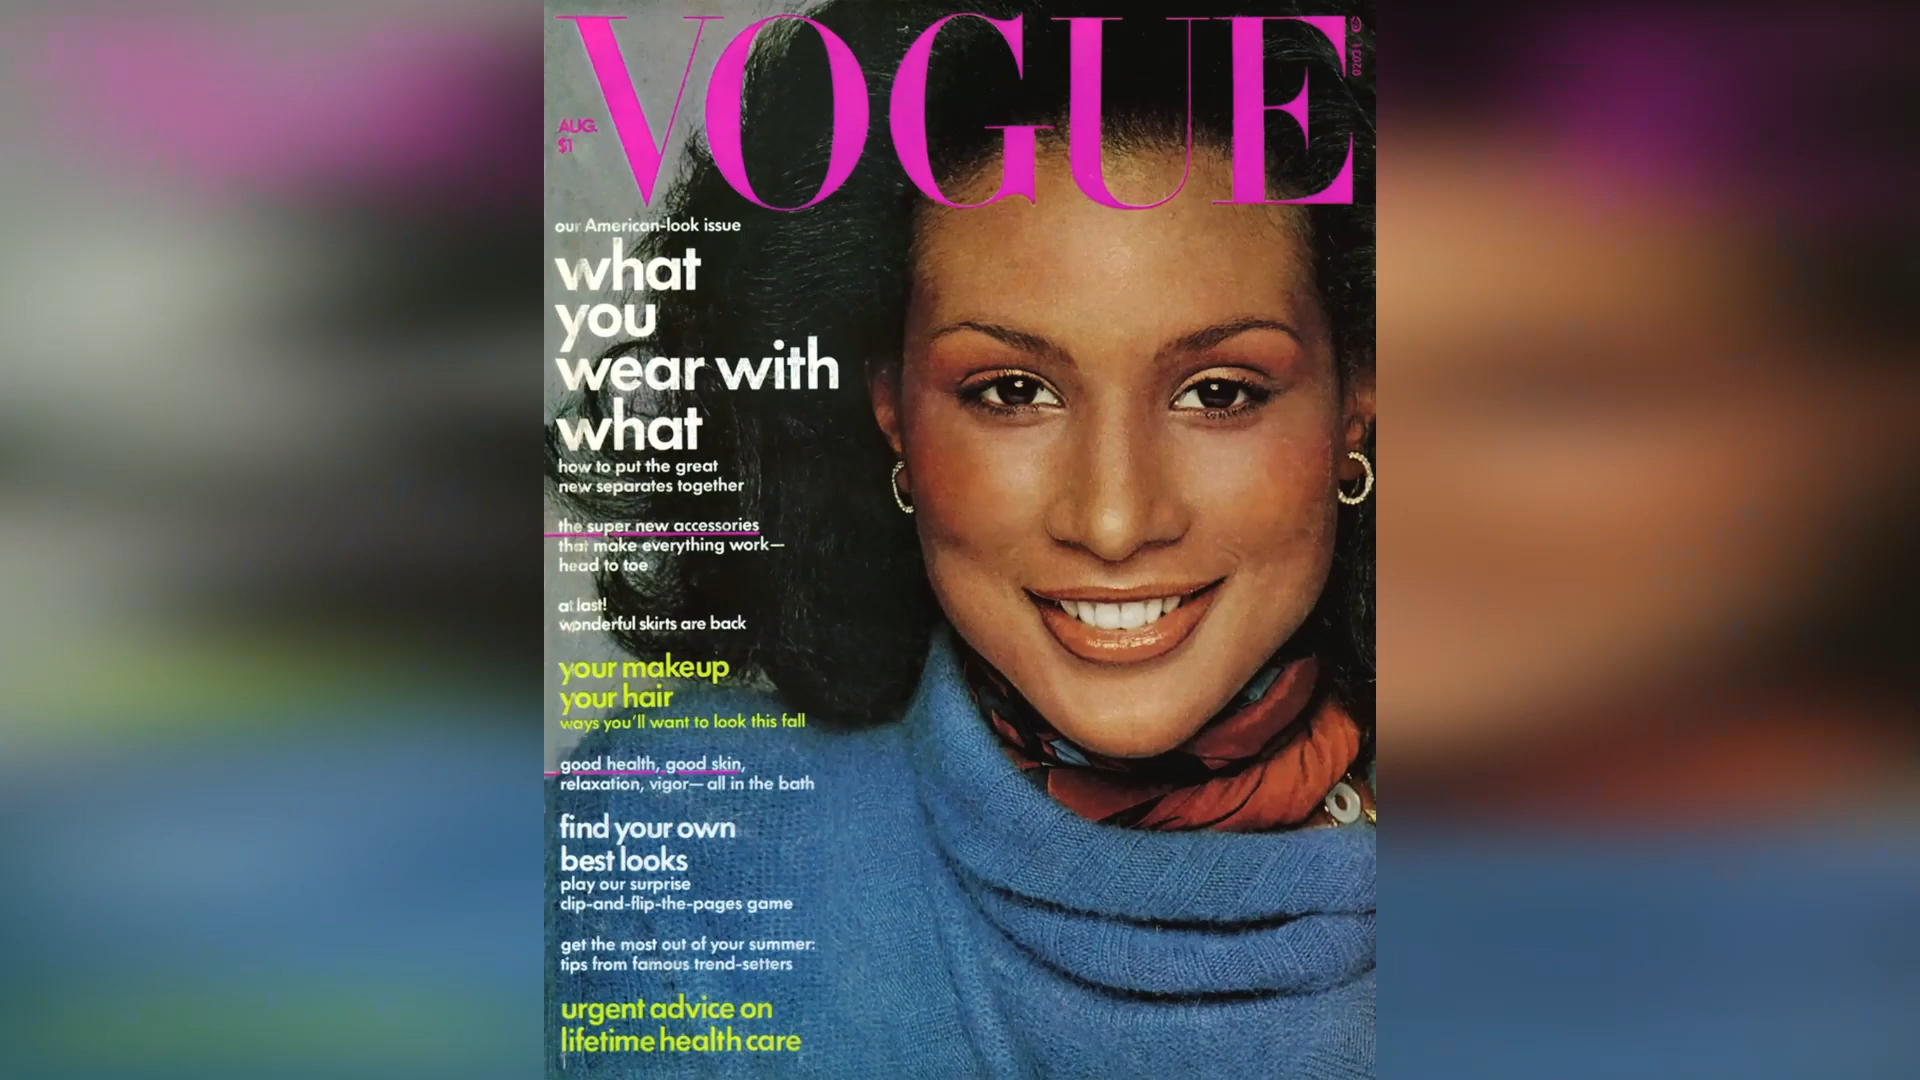 VOGUE
02021
AUG.
$1
our American-look issue
what
you
wear with
what
how to put the great
new separates together
the super new accessories
that make everything work—
head to toe
at last!
wonderful skirts are back
your makeup
your hair
ways you'll want to look this fall
good health, good skin,
relaxation, vigor—all in the bath
find your own
best looks
play our surprise
clip-and-flip-the-pages game
get the most out of your summer:
tips from famous trend-setters
urgent advice on
lifetime health care